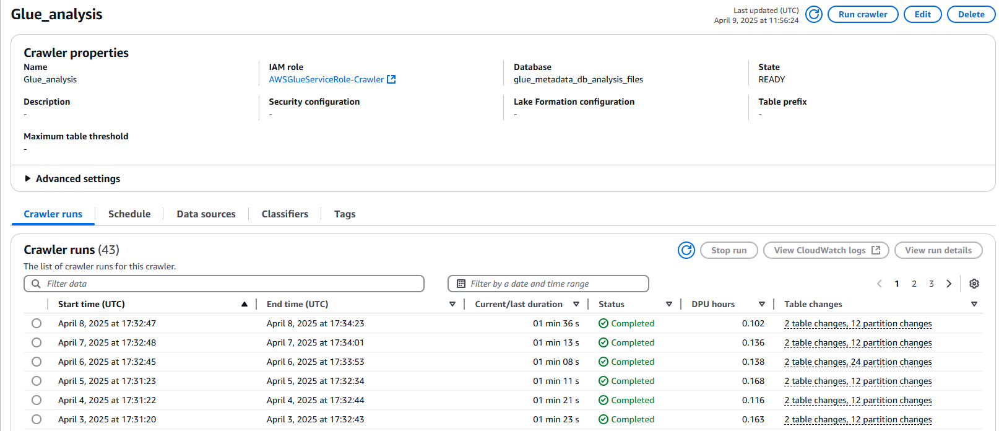 Glue_analysis
Last updated (UTC)
April 9, 2025 at 11:56:24
Run crawler
Edit
Delete
Crawler properties
Name
Glue_analysis
IAM role
AWSGlueServiceRole-Crawler
Database
glue_metadata_db_analysis_files
State
READY
Description
-
Security configuration
-
Lake Formation configuration
-
Table prefix
-
Maximum table threshold
-
Advanced settings
Crawler runs
Schedule
Data sources
Classifiers
Tags
Crawler runs (43)
The list of crawler runs for this crawler.
Stop run
View CloudWatch logs
View run details
Filter data
Filter by a date and time range
1 2 3
Start time (UTC) End time (UTC) Current/last duration Status DPU hours Table changes
April 8, 2025 at 17:32:47 April 8, 2025 at 17:34:23 01 min 36 s Completed 0.102 2 table changes, 12 partition changes
April 7, 2025 at 17:32:48 April 7, 2025 at 17:34:01 01 min 13 s Completed 0.136 2 table changes, 12 partition changes
April 6, 2025 at 17:32:45 April 6, 2025 at 17:33:53 01 min 08 s Completed 0.138 2 table changes, 24 partition changes
April 5, 2025 at 17:31:23 April 5, 2025 at 17:32:34 01 min 11 s Completed 0.168 2 table changes, 12 partition changes
April 4, 2025 at 17:31:22 April 4, 2025 at 17:32:44 01 min 21 s Completed 0.116 2 table changes, 12 partition changes
April 3, 2025 at 17:31:20 April 3, 2025 at 17:32:43 01 min 23 s Completed 0.163 2 table changes, 12 partition changes